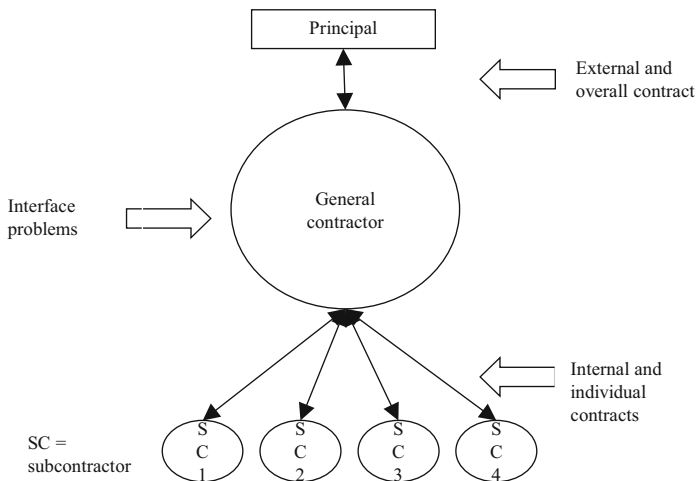 Principal
External and
overall contract
General
contractor
Interface
problems
Internal and
individual
contracts
SC =
subcontractor
S
C
1
S
C
2
S
C
3
S
C
4